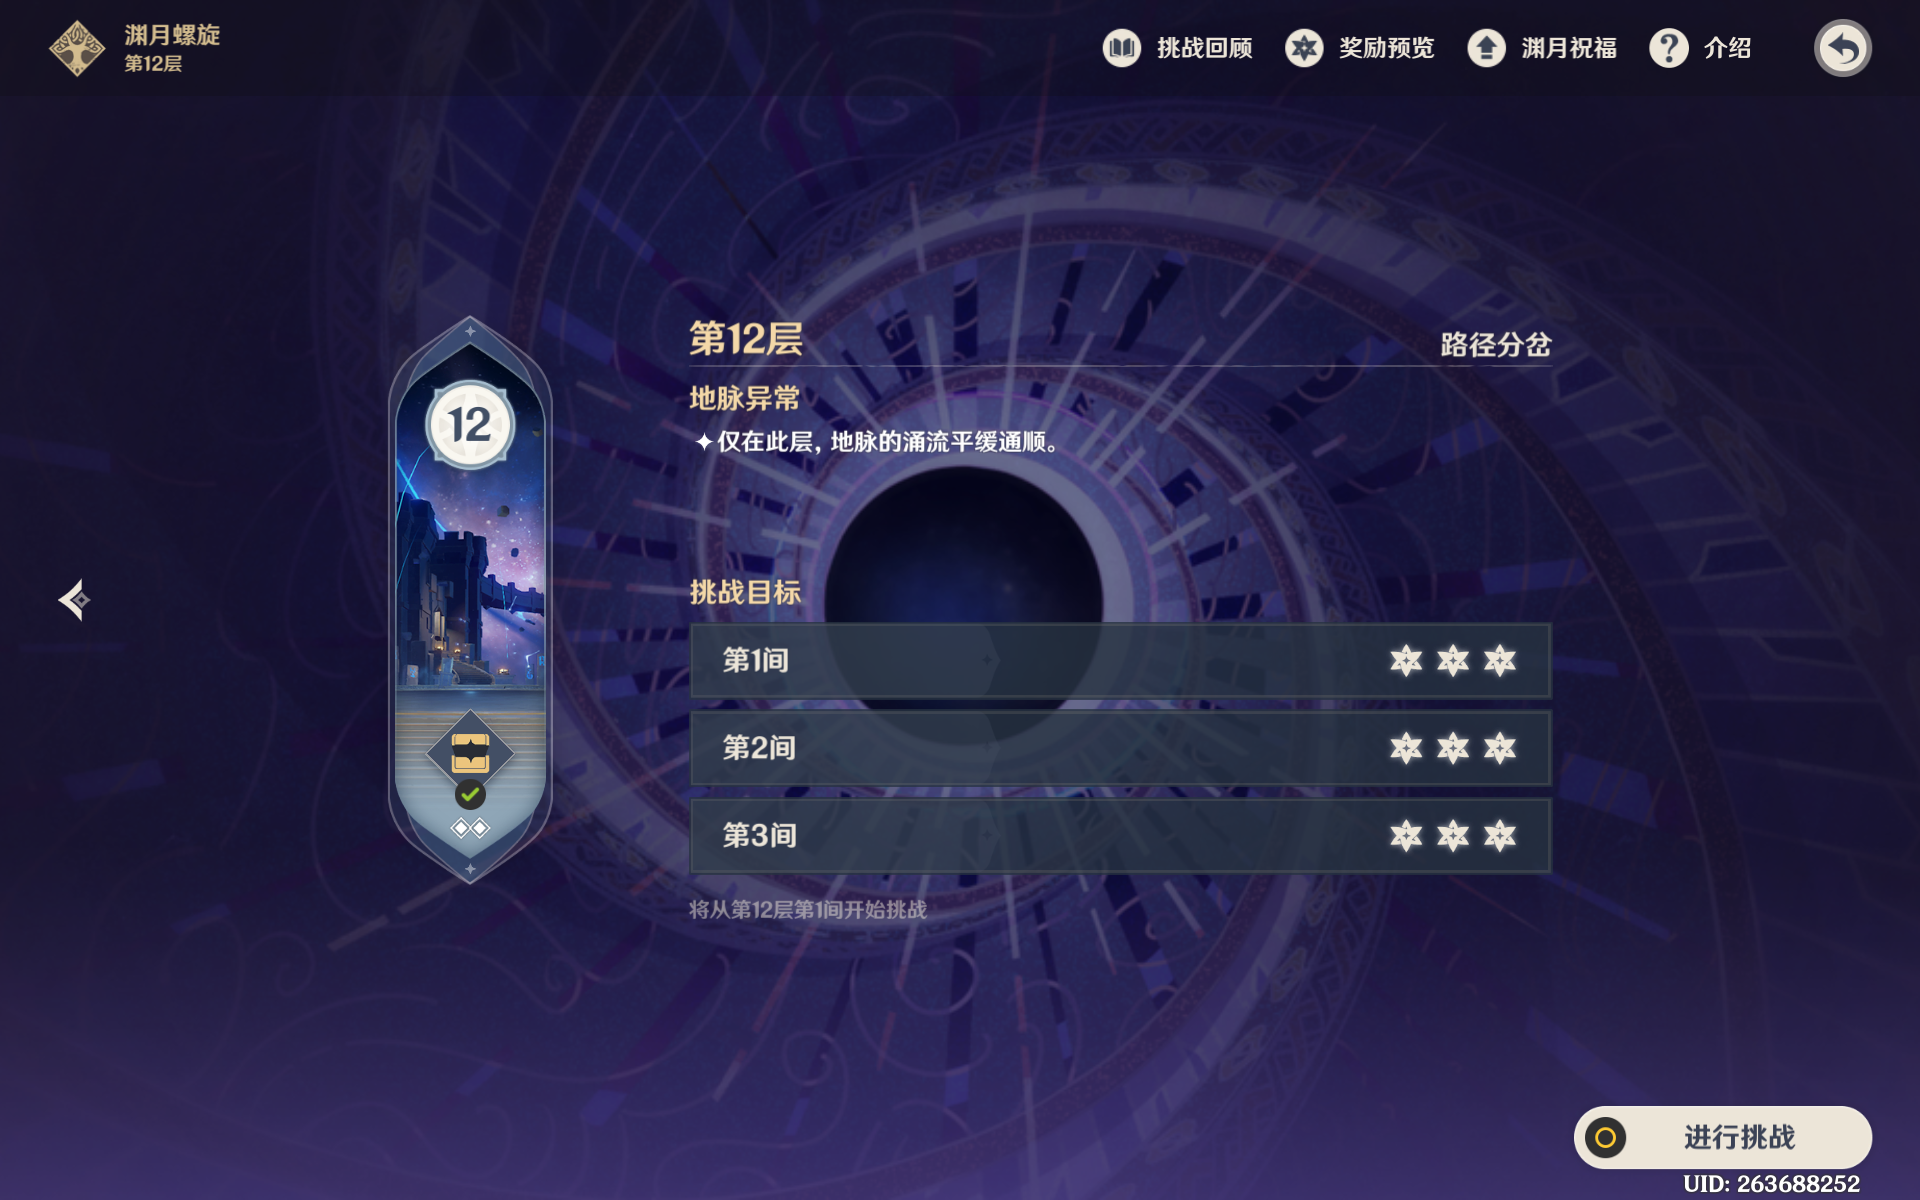 渊月螺旋
第12层
挑战回顾
奖励预览
渊月祝福
介绍
第12层
路径分岔
地脉异常
仅在此层，地脉的涌流平缓通顺。
12
挑战目标
第1间
第2间
第3间
将从第12层第1间开始挑战
进行挑战
UID: 263688252